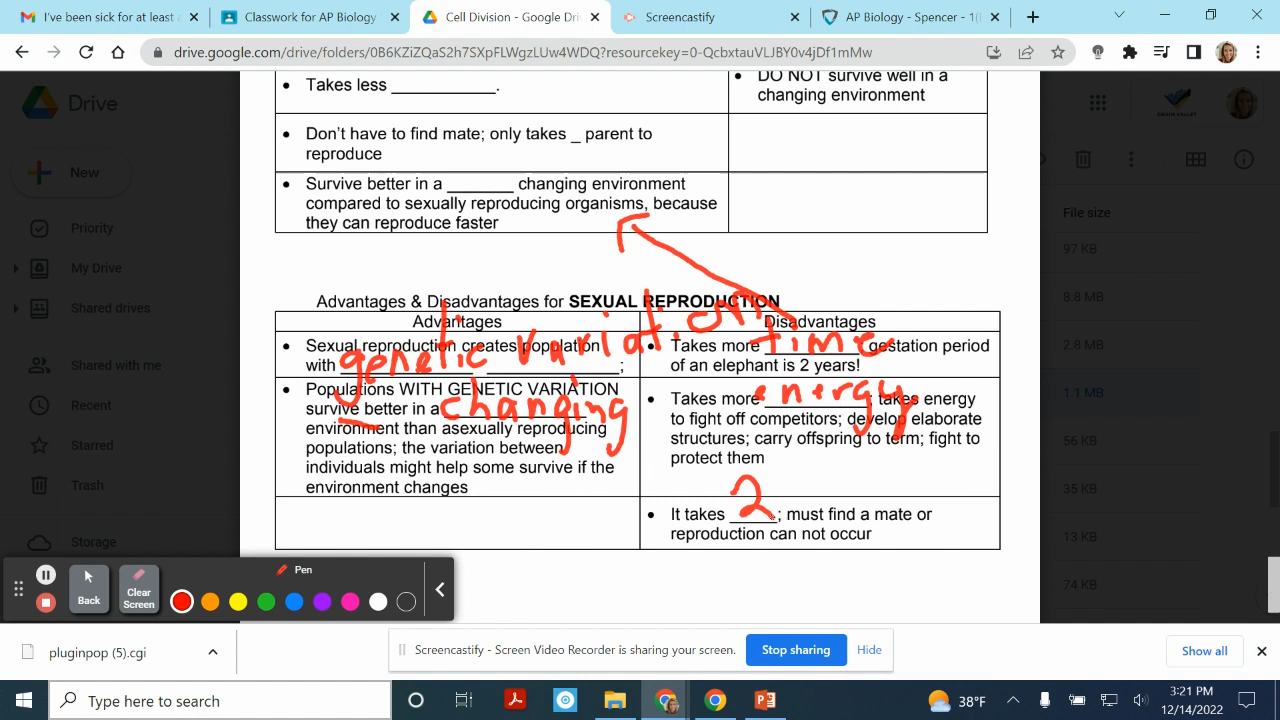 I've been sick for at least a
Classwork for AP Biology
Cell Division - Google Drive
Screencastify
AP Biology - Spencer - 1(
drive.google.com/drive/folders/0B6KZiZQaS2h7SXpFLWgzLUw4WDQ?resourcekey=0-QcbxtauVLJBY0v4jDf1mMw
Drive
New
Priority
My Drive
Shared drives
Shared with me
Recent
Starred
Trash
Storage
File size
97 KB
8.8 MB
2.8 MB
1.1 MB
56 KB
35 KB
13 KB
74 KB
• Takes less ___________.
• DO NOT survive well in a
changing environment
• Don't have to find mate; only takes _ parent to
reproduce
• Survive better in a _______ changing environment
compared to sexually reproducing organisms, because
they can reproduce faster
Advantages & Disadvantages for SEXUAL REPRODUCTION
Advantages
Disadvantages
• Sexual reproduction creates population
with genetic variation;
• Populations WITH GENETIC VARIATION
survive better in a changing
environment than asexually reproducing
populations; the variation between
individuals might help some survive if the
environment changes
• Takes more time gestation period
of an elephant is 2 years!
• Takes more energy; takes energy
to fight off competitors; develop elaborate
structures; carry offspring to term; fight to
protect them
• It takes 2; must find a mate or
reproduction can not occur
Pen
Back
Clear
Screen
pluginpop (5).cgi
Screencastify - Screen Video Recorder is sharing your screen.
Stop sharing
Hide
Show all
Type here to search
38°F
3:21 PM
12/14/2022